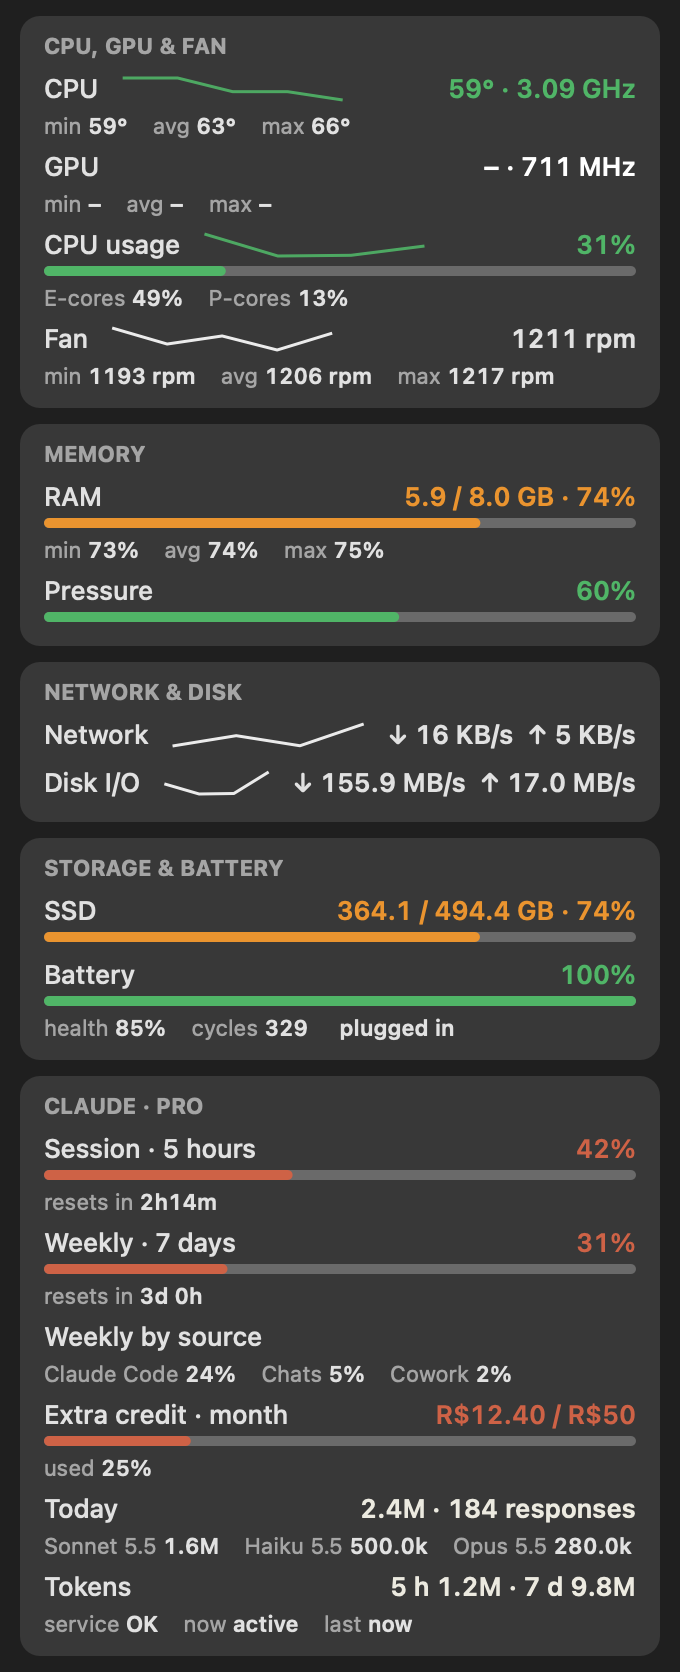 CPU, GPU & FAN
CPU 59° · 3.09 GHz
min 59° avg 63° max 66°
GPU – · 711 MHz
min – avg – max –
CPU usage 31%
E-cores 49% P-cores 13%
Fan 1211 rpm
min 1193 rpm avg 1206 rpm max 1217 rpm
MEMORY
RAM 5.9 / 8.0 GB · 74%
min 73% avg 74% max 75%
Pressure 60%
NETWORK & DISK
Network ↓ 16 KB/s ↑ 5 KB/s
Disk I/O ↓ 155.9 MB/s ↑ 17.0 MB/s
STORAGE & BATTERY
SSD 364.1 / 494.4 GB · 74%
Battery 100%
health 85% cycles 329 plugged in
CLAUDE · PRO
Session · 5 hours 42%
resets in 2h14m
Weekly · 7 days 31%
resets in 3d 0h
Weekly by source
Claude Code 24% Chats 5% Cowork 2%
Extra credit · month R$12.40 / R$50
used 25%
Today 2.4M · 184 responses
Sonnet 5.5 1.6M Haiku 5.5 500.0k Opus 5.5 280.0k
Tokens 5 h 1.2M · 7 d 9.8M
service OK now active last now